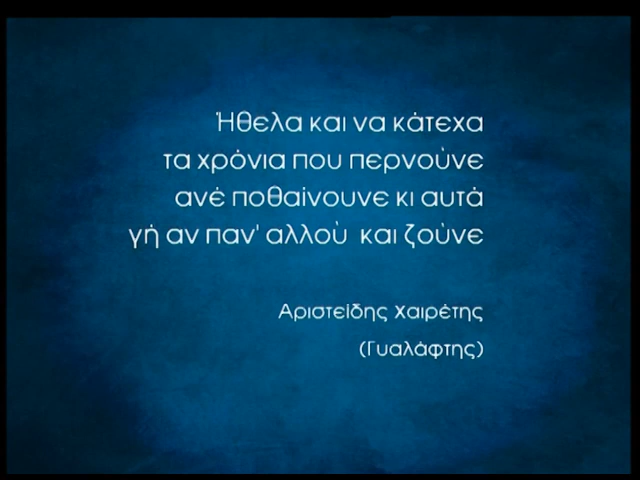 Ήθελα και να κάτεχα
τα χρόνια που περνούνε
ανέ ποθαίνουνε κι αυτά
γή αν παν' αλλού και ζούνε
Αριστείδης Χαιρέτης
(Γυαλάφτης)